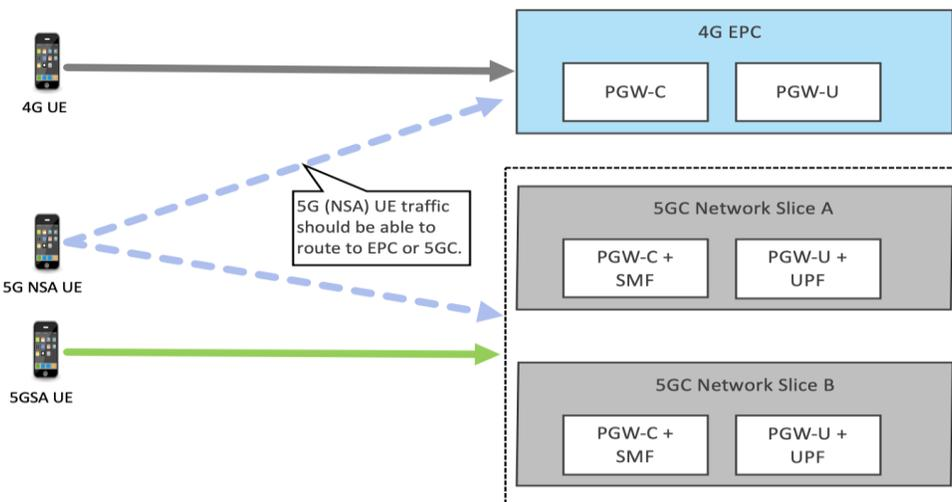 4G EPC
PGW-C
PGW-U
4G UE
5G (NSA) UE traffic
should be able to
route to EPC or 5GC.
5GC Network Slice A
PGW-C +
SMF
PGW-U +
UPF
5G NSA UE
5GSA UE
5GC Network Slice B
PGW-C +
SMF
PGW-U +
UPF